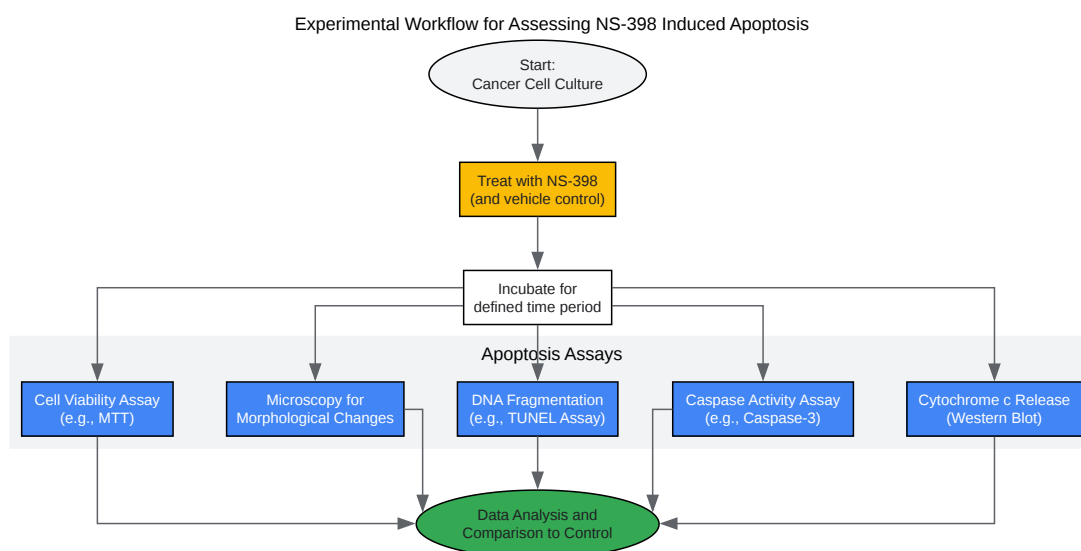 Experimental Workflow for Assessing NS-398 Induced Apoptosis
Start:
Cancer Cell Culture
Treat with NS-398
(and vehicle control)
Incubate for
defined time period
Apoptosis Assays
Cell Viability Assay
(e.g., MTT)
Microscopy for
Morphological Changes
DNA Fragmentation
(e.g., TUNEL Assay)
Caspase Activity Assay
(e.g., Caspase-3)
Cytochrome c Release
(Western Blot)
Data Analysis and
Comparison to Control